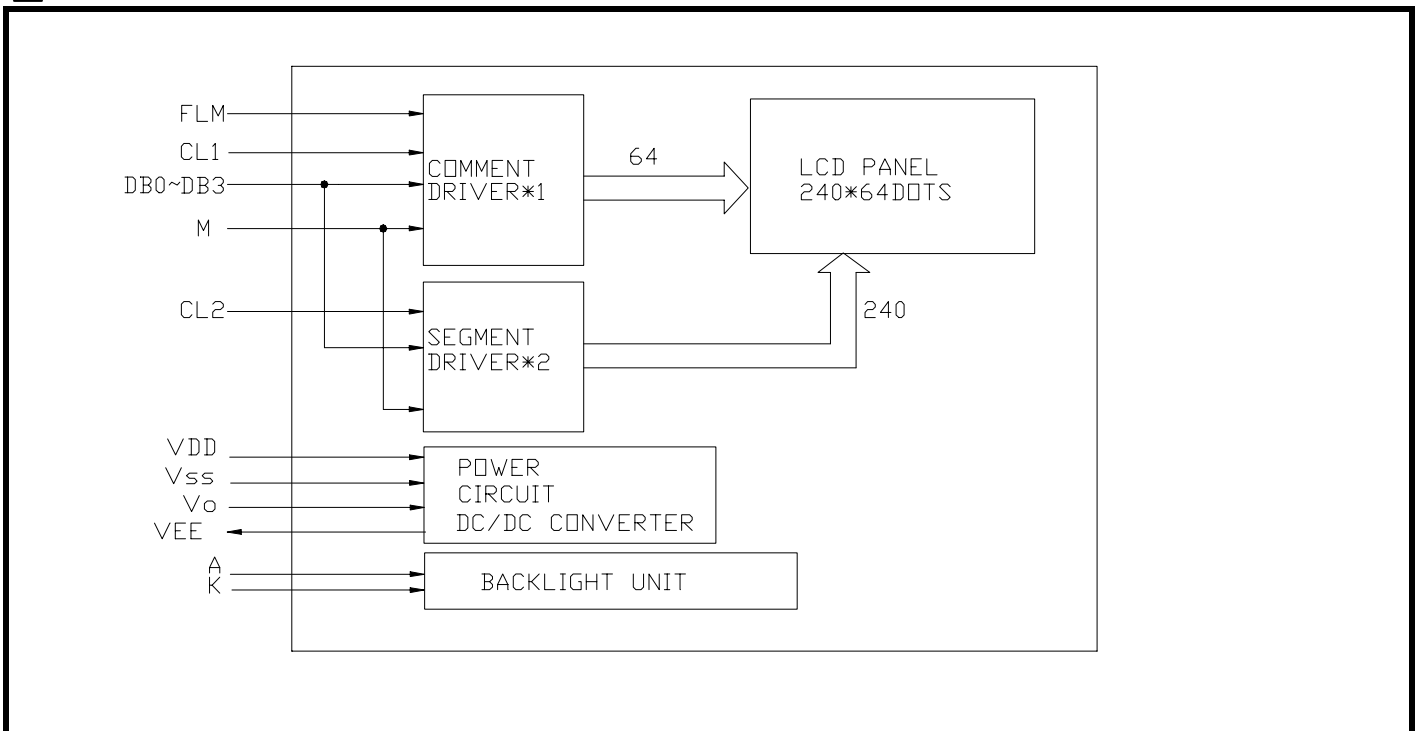 FLM
CL1
DB0~DB3
M
COMMENT
DRIVER*1
64
LCD PANEL
240*64DOTS
CL2
SEGMENT
DRIVER*2
240
VDD
Vss
Vo
VEE
POWER
CIRCUIT
DC/DC CONVERTER
A
K
BACKLIGHT UNIT